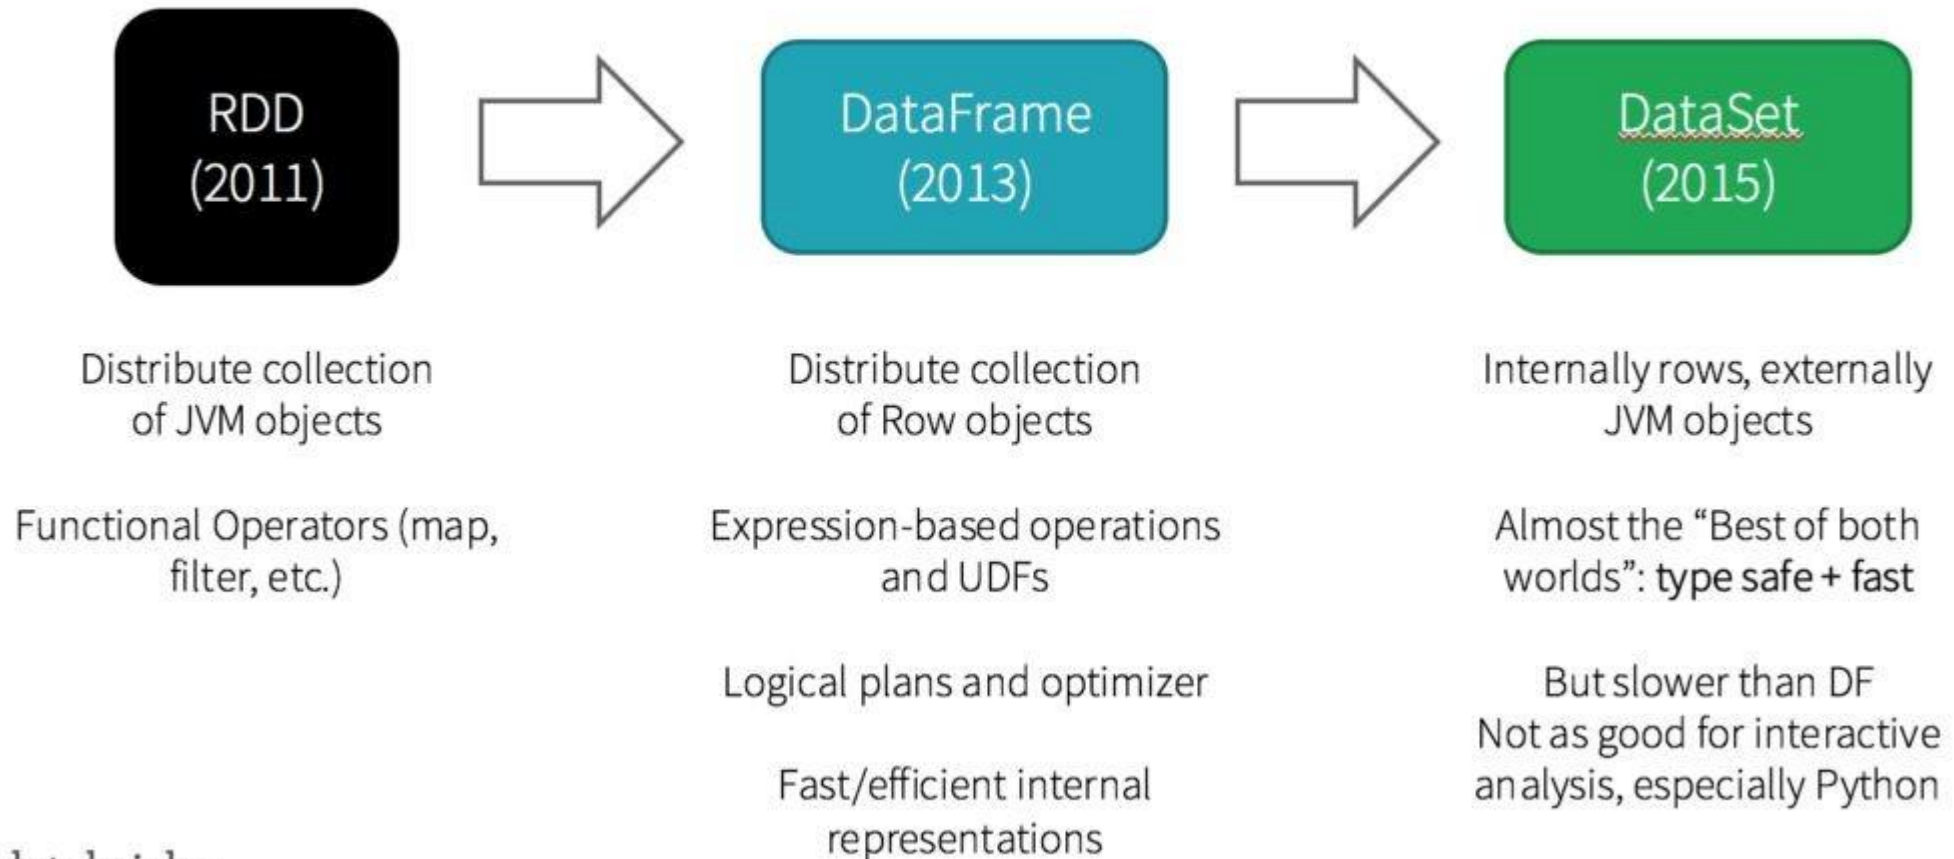 RDD
(2011)
DataFrame
(2013)
DataSet
(2015)
Distribute collection
of JVM objects
Functional Operators (map,
filter, etc.)
Distribute collection
of Row objects
Expression-based operations
and UDFs
Logical plans and optimizer
Fast/efficient internal
representations
Internally rows, externally
JVM objects
Almost the “Best of both
worlds”: type safe + fast
But slower than DF
Not as good for interactive
analysis, especially Python